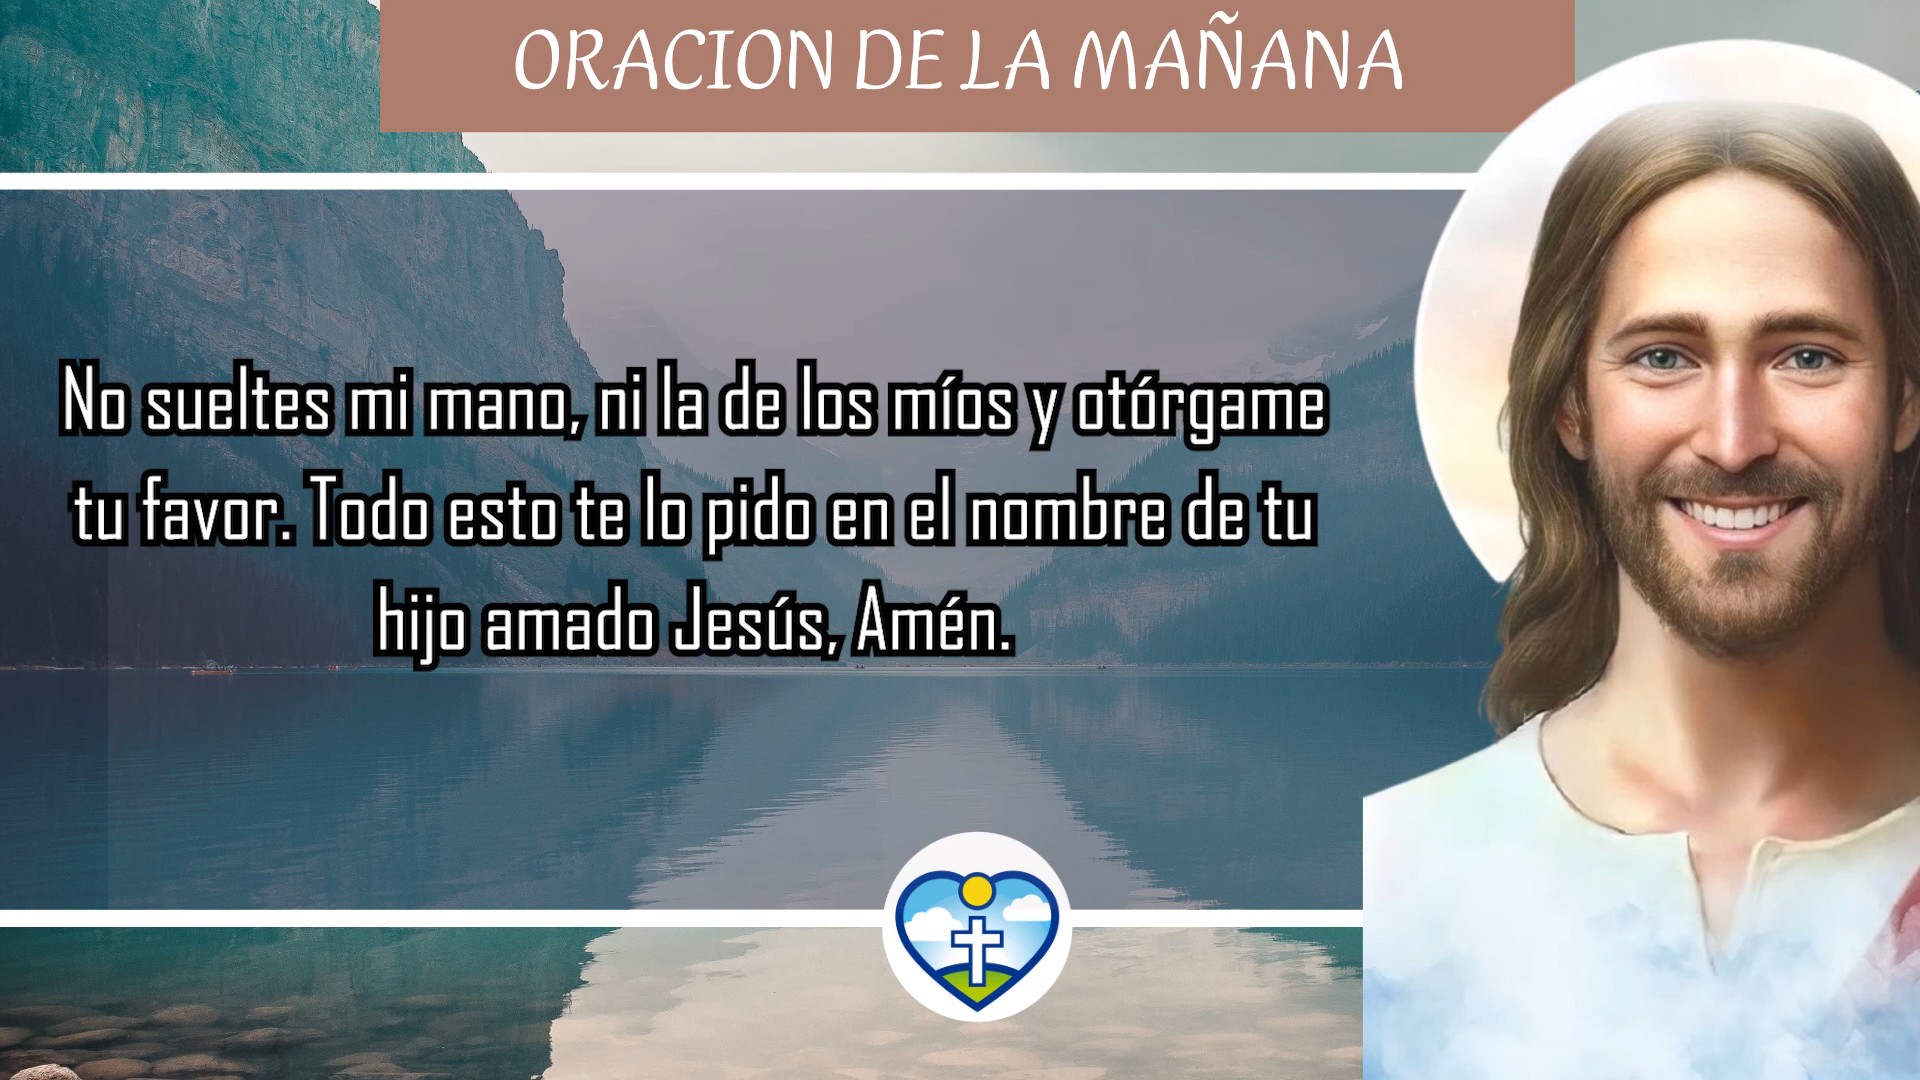 ORACION DE LA MAÑANA
No sueltes mi mano, ni la de los míos y otórgame
tu favor. Todo esto te lo pido en el nombre de tu
hijo amado Jesús, Amén.